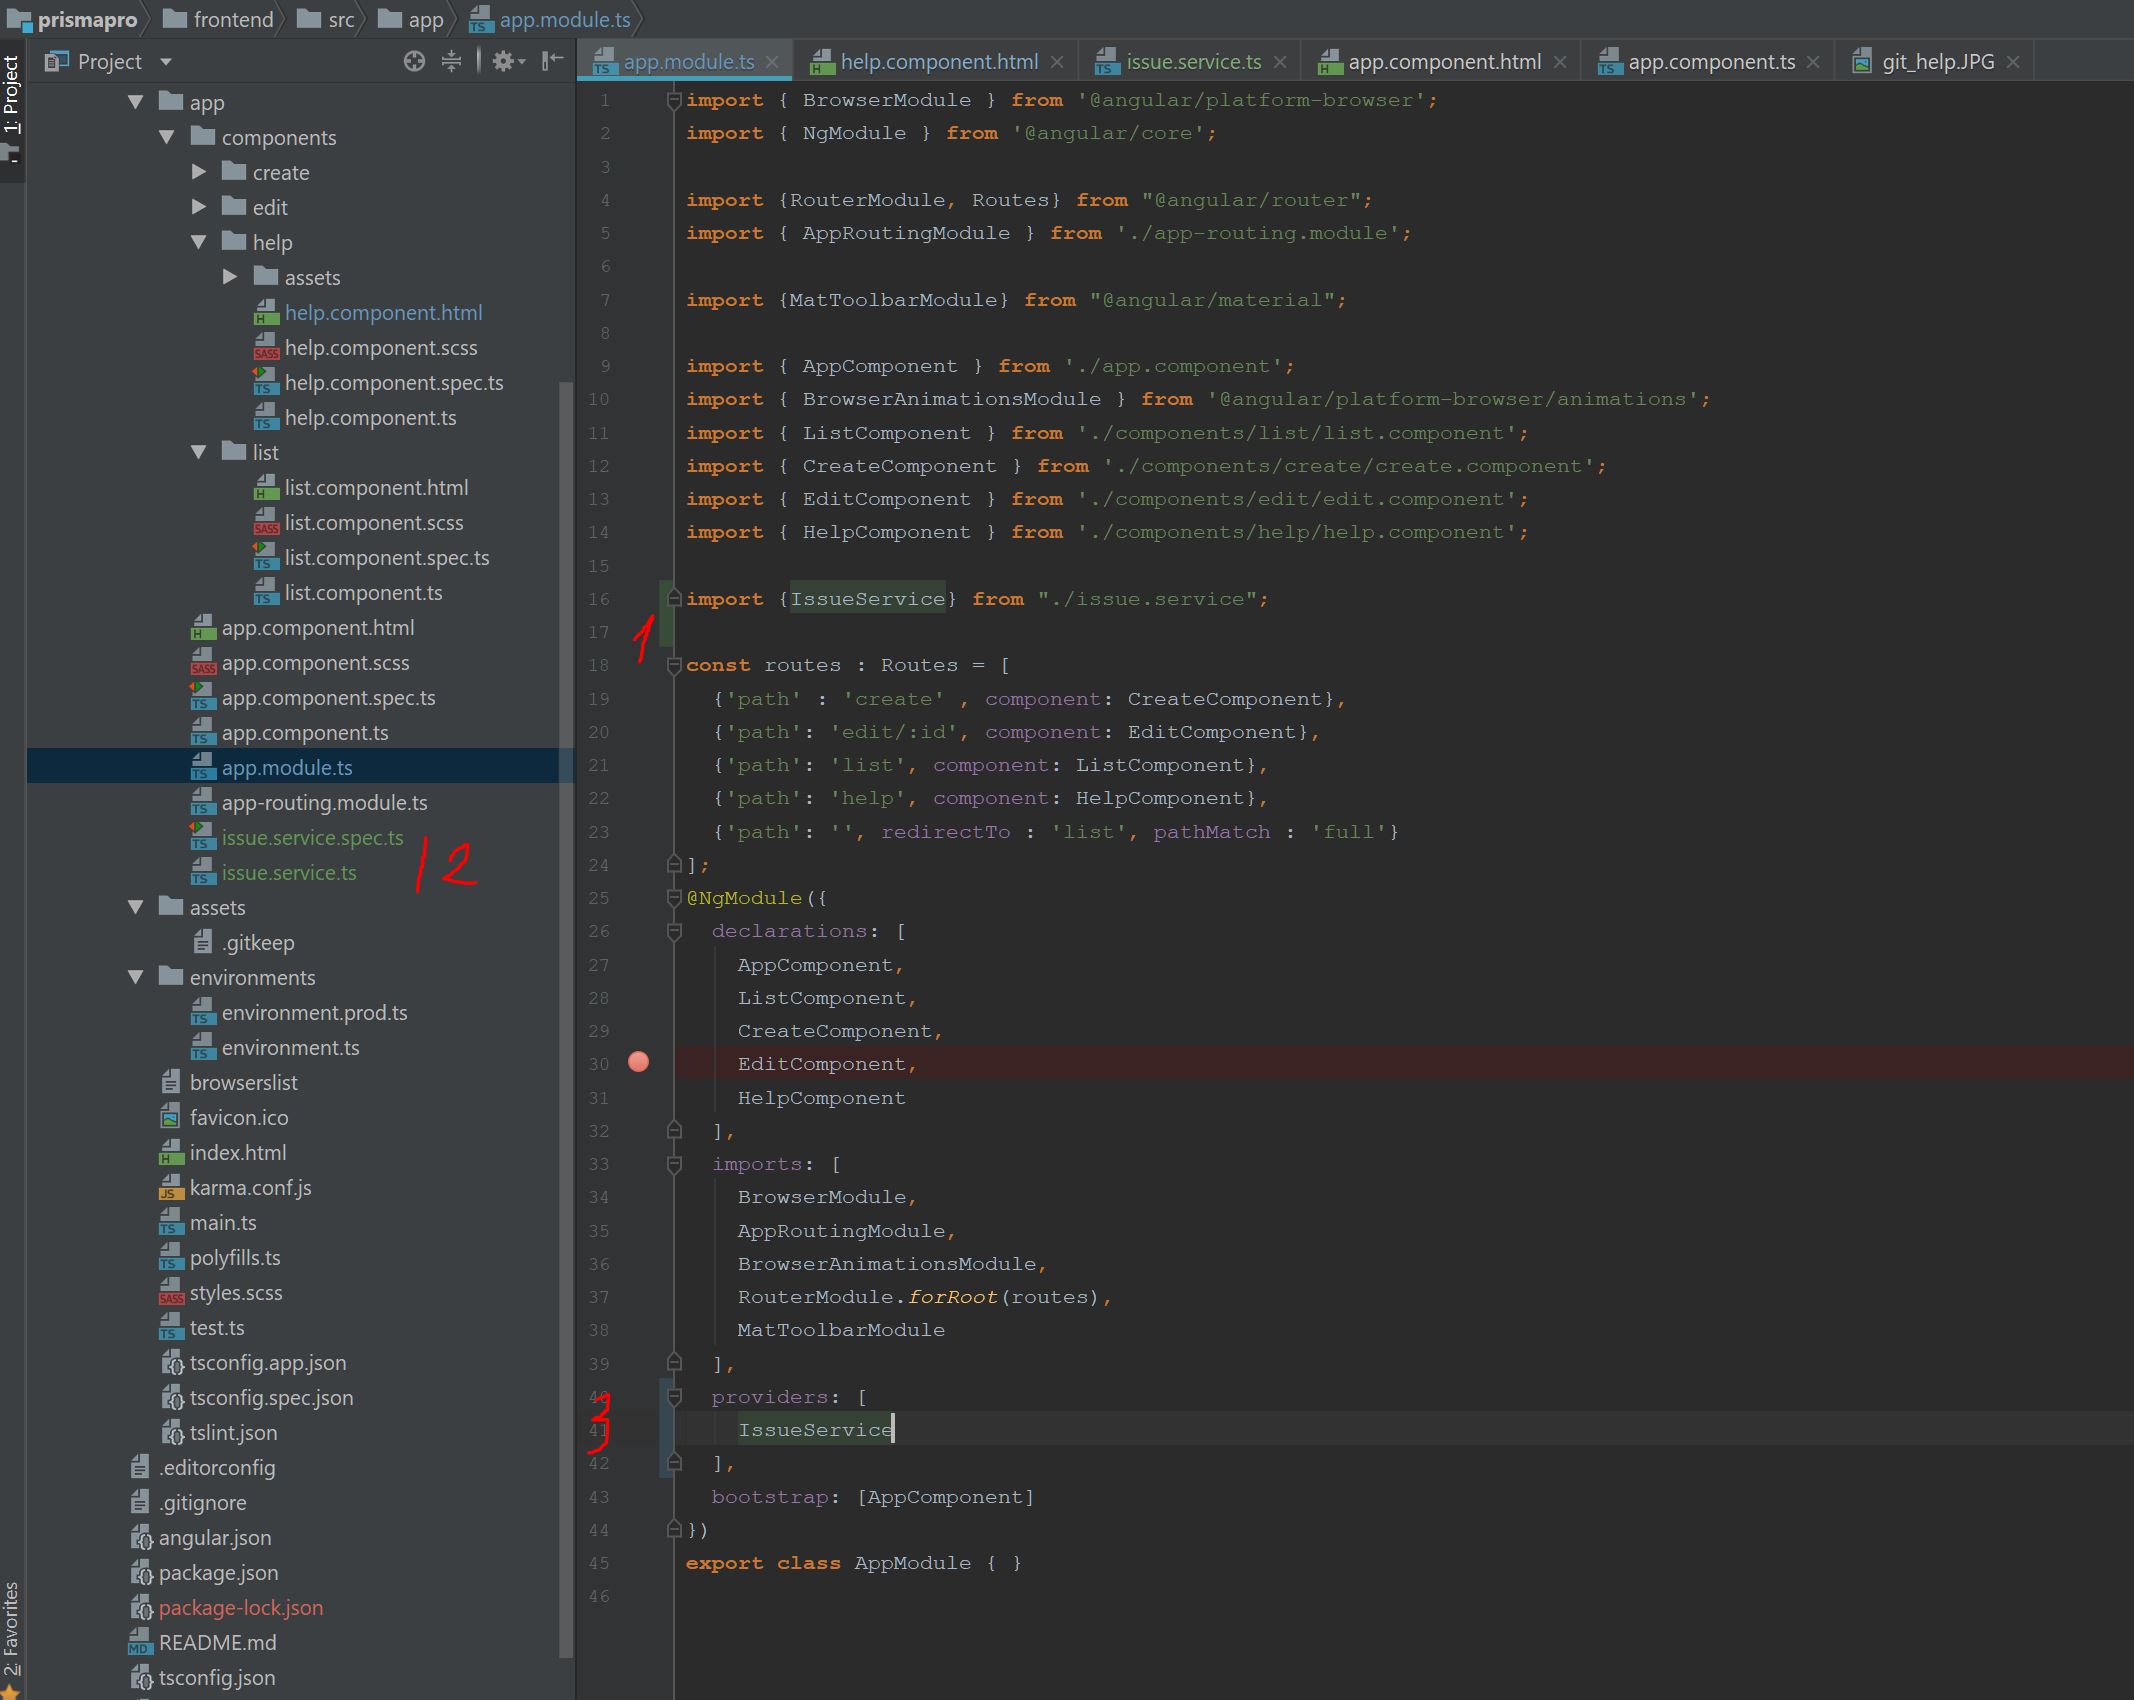 prismapro frontend src app app.module.ts
1: Project
Project
app.module.ts help.component.html issue.service.ts app.component.html app.component.ts git_help.JPG
app
components
create
edit
help
assets
help.component.html
help.component.scss
help.component.spec.ts
help.component.ts
list
list.component.html
list.component.scss
list.component.spec.ts
list.component.ts
app.component.html
app.component.scss
app.component.spec.ts
app.component.ts
app.module.ts
app-routing.module.ts
issue.service.spec.ts
issue.service.ts
2
assets
.gitkeep
environments
environment.prod.ts
environment.ts
browserslist
favicon.ico
index.html
karma.conf.js
main.ts
polyfills.ts
styles.scss
test.ts
tsconfig.app.json
tsconfig.spec.json
tslint.json
.editorconfig
.gitignore
angular.json
package.json
package-lock.json
README.md
tsconfig.json
2: Favorites
1 import { BrowserModule } from '@angular/platform-browser';
2 import { NgModule } from '@angular/core';
3
4 import {RouterModule, Routes} from "@angular/router";
5 import { AppRoutingModule } from './app-routing.module';
6
7 import {MatToolbarModule} from "@angular/material";
8
9 import { AppComponent } from './app.component';
10 import { BrowserAnimationsModule } from '@angular/platform-browser/animations';
11 import { ListComponent } from './components/list/list.component';
12 import { CreateComponent } from './components/create/create.component';
13 import { EditComponent } from './components/edit/edit.component';
14 import { HelpComponent } from './components/help/help.component';
15
16 import {IssueService} from "./issue.service";
17
1
18 const routes : Routes = [
19 {'path' : 'create' , component: CreateComponent},
20 {'path': 'edit/:id', component: EditComponent},
21 {'path': 'list', component: ListComponent},
22 {'path': 'help', component: HelpComponent},
23 {'path': '', redirectTo : 'list', pathMatch : 'full'}
24 ];
25 @NgModule({
26 declarations: [
27 AppComponent,
28 ListComponent,
29 CreateComponent,
30 EditComponent,
31 HelpComponent
32 ],
33 imports: [
34 BrowserModule,
35 AppRoutingModule,
36 BrowserAnimationsModule,
37 RouterModule.forRoot(routes),
38 MatToolbarModule
39 ],
40 providers: [
3
41 IssueService
42 ],
43 bootstrap: [AppComponent]
44 })
45 export class AppModule { }
46